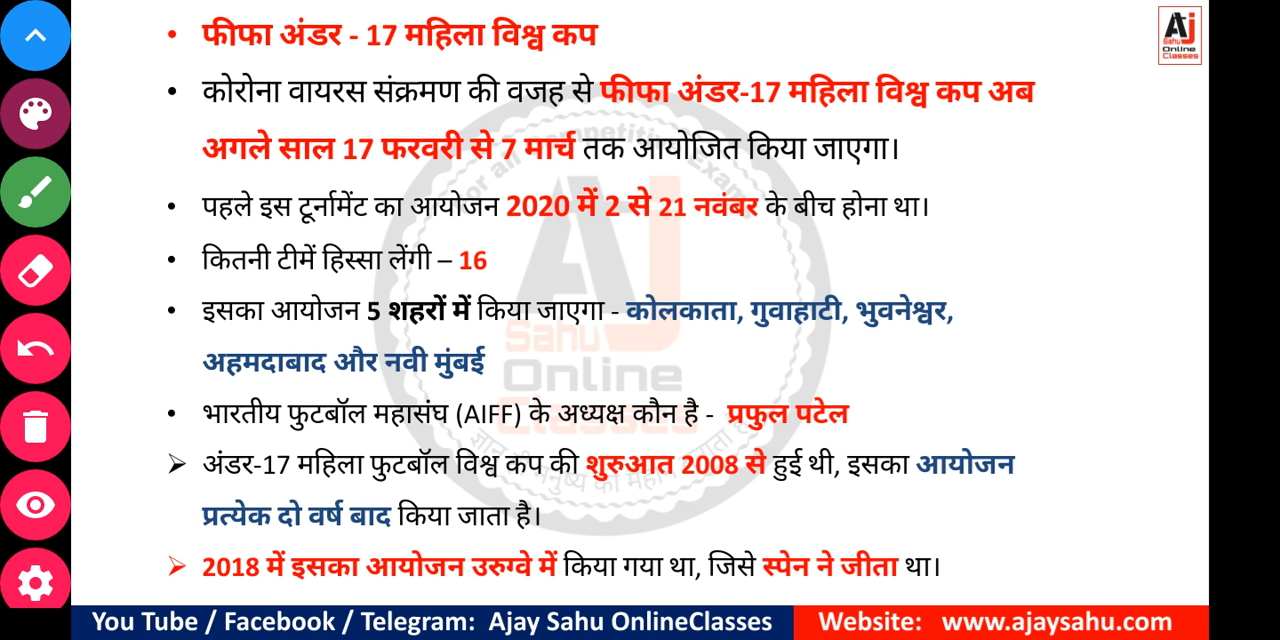 फीफा अंडर - 17 महिला विश्व कप
Aj
Sahu
Online
Classes
कोरोना वायरस संक्रमण की वजह से फीफा अंडर-17 महिला विश्व कप अब
अगले साल 17 फरवरी से 7 मार्च तक आयोजित किया जाएगा।
पहले इस टूर्नामेंट का आयोजन 2020 में 2 से 21 नवंबर के बीच होना था।
कितनी टीमें हिस्सा लेंगी – 16
इसका आयोजन 5 शहरों में किया जाएगा - कोलकाता, गुवाहाटी, भुवनेश्वर,
अहमदाबाद और नवी मुंबई
भारतीय फुटबॉल महासंघ (AIFF) के अध्यक्ष कौन है - प्रफुल पटेल
अंडर-17 महिला फुटबॉल विश्व कप की शुरुआत 2008 से हुई थी, इसका आयोजन
प्रत्येक दो वर्ष बाद किया जाता है।
2018 में इसका आयोजन उरुग्वे में किया गया था, जिसे स्पेन ने जीता था।
AJ
Sahu
Online
Classes
You Tube / Facebook / Telegram: Ajay Sahu OnlineClasses
Website: www.ajaysahu.com